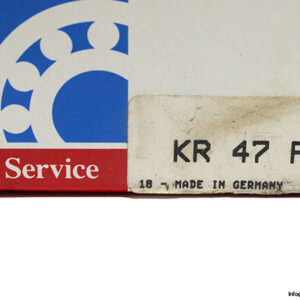 Service
KR 47 P
18 - MADE IN GERMANY